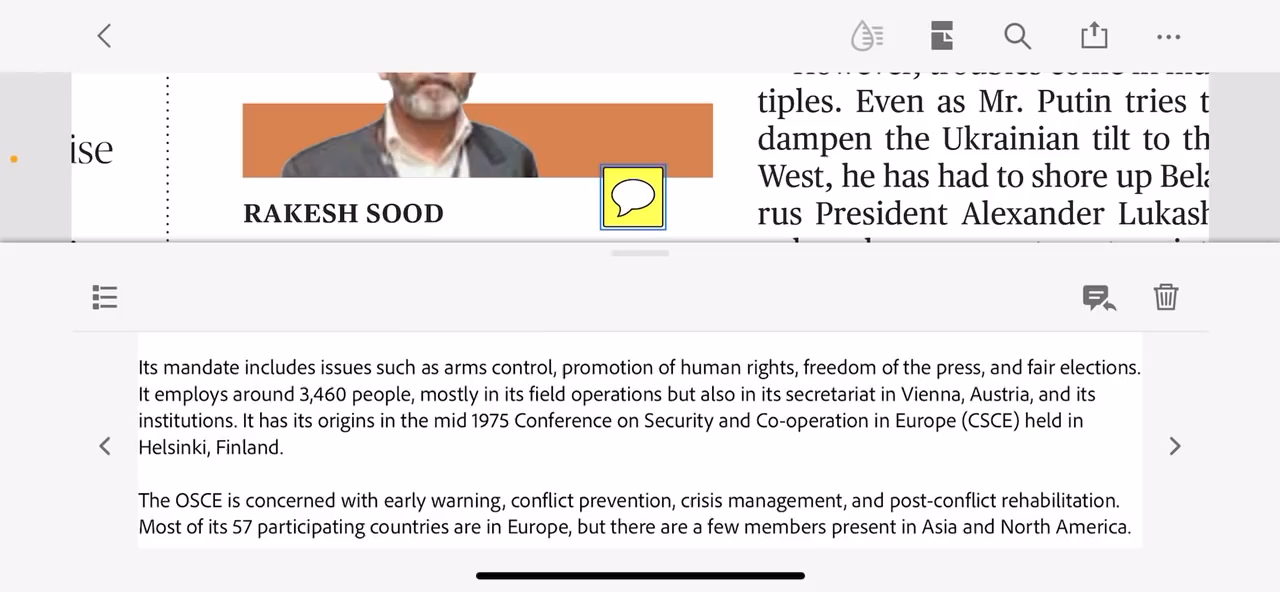 ise
RAKESH SOOD
tiples. Even as Mr. Putin tries t
dampen the Ukrainian tilt to th
West, he has had to shore up Bela
rus President Alexander Lukash
Its mandate includes issues such as arms control, promotion of human rights, freedom of the press, and fair elections.
It employs around 3,460 people, mostly in its field operations but also in its secretariat in Vienna, Austria, and its
institutions. It has its origins in the mid 1975 Conference on Security and Co-operation in Europe (CSCE) held in
Helsinki, Finland.
The OSCE is concerned with early warning, conflict prevention, crisis management, and post-conflict rehabilitation.
Most of its 57 participating countries are in Europe, but there are a few members present in Asia and North America.